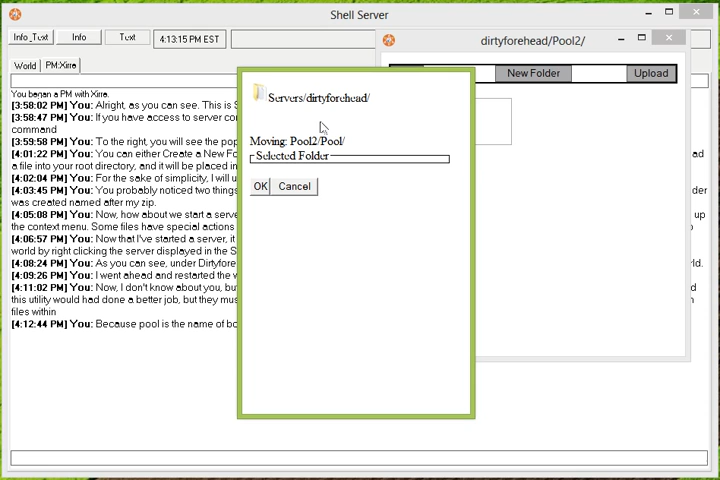 Shell Server
Info_Text
Info
Text
4:13:15 PM EST
World
PM:Xirre
You began a PM with Xirre.
[3:58:02 PM] You: Alright, as you can see. This is S
[3:58:47 PM] You: If you have access to server con
command
[3:59:58 PM] You: To the right, you will see the pop
[4:01:22 PM] You: You can either Create a New Fo
ad
a file into your root directory, and it will be placed in
[4:02:04 PM] You: For the sake of simplicity, I will u
[4:03:45 PM] You: You probably noticed two things
was created named after my zip.
[4:05:08 PM] You: Now, how about we start a serve
up
the context menu. Some files have special actions
[4:06:57 PM] You: Now that I've started a server, it
world by right clicking the server displayed in the S
[4:08:24 PM] You: As you can see, under Dirtyfore
rld.
[4:09:26 PM] You: I went ahead and restarted the w
[4:11:02 PM] You: Now, I don't know about you, bu
nd
this utility would had done a better job, but they mus
files within
[4:12:44 PM] You: Because pool is the name of bo
dirtyforehead/Pool2/
New Folder
Upload
Servers/dirtyforehead/
Moving: Pool2/Pool/
Selected Folder
OK
Cancel